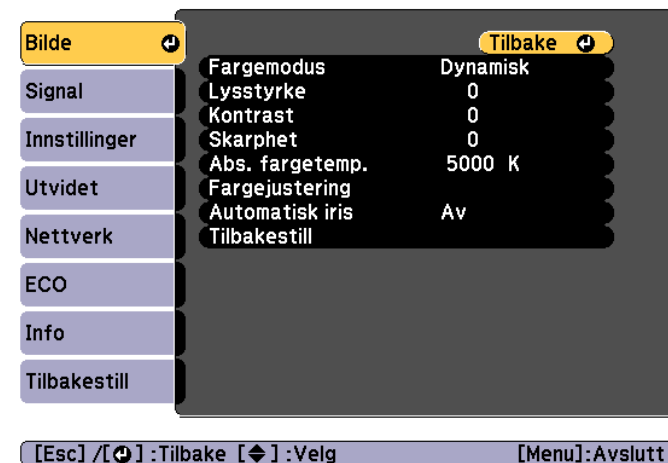 Bilde
Signal
Innstillinger
Utvidet
Nettverk
ECO
Info
Tilbakestill
Tilbake
Fargemodus Dynamisk
Lysstyrke 0
Kontrast 0
Skarphet 0
Abs. fargetemp. 5000 K
Fargejustering
Automatisk iris Av
Tilbakestill
[Esc] /[⏎] :Tilbake [◆] :Velg [Menu]:Avslutt